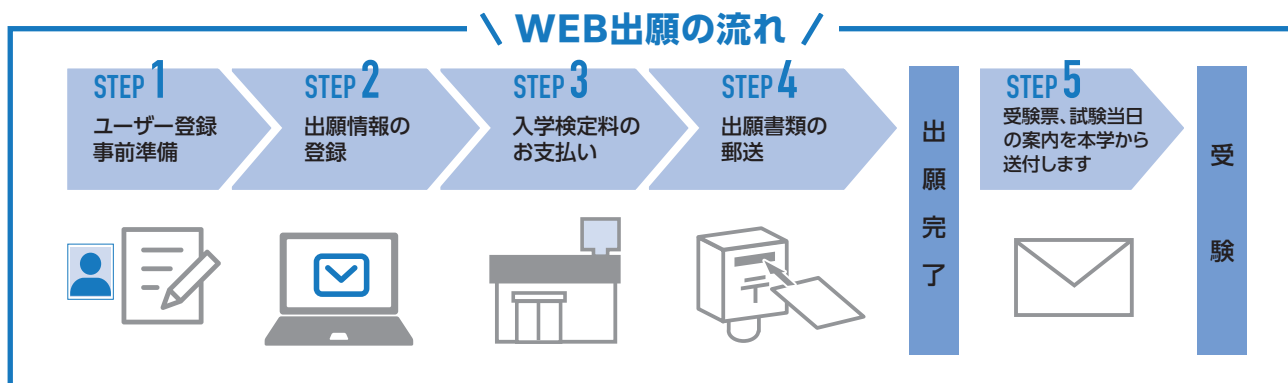 WEB出願の流れ
STEP 1
ユーザー登録
事前準備
STEP 2
出願情報の
登録
STEP 3
入学検定料の
お支払い
STEP 4
出願書類の
郵送
出願完了
STEP 5
受験票、試験当日
の案内を本学から
送付します
受験